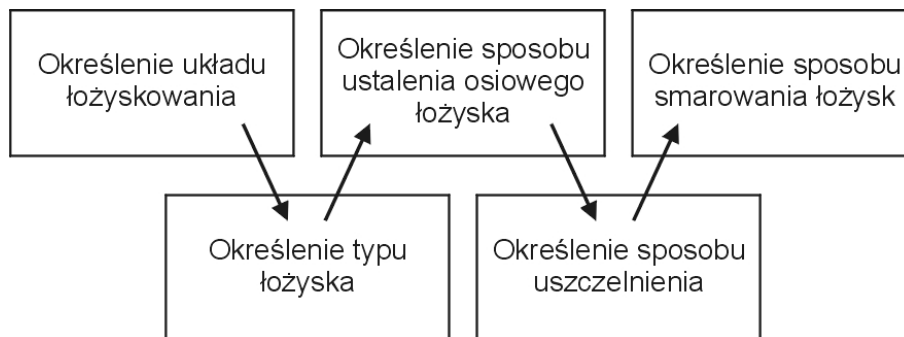 Określenie układu
łożyskowania
Określenie typu
łożyska
Określenie sposobu
ustalenia osiowego
łożyska
Określenie sposobu
uszczelnienia
Określenie sposobu
smarowania łożysk